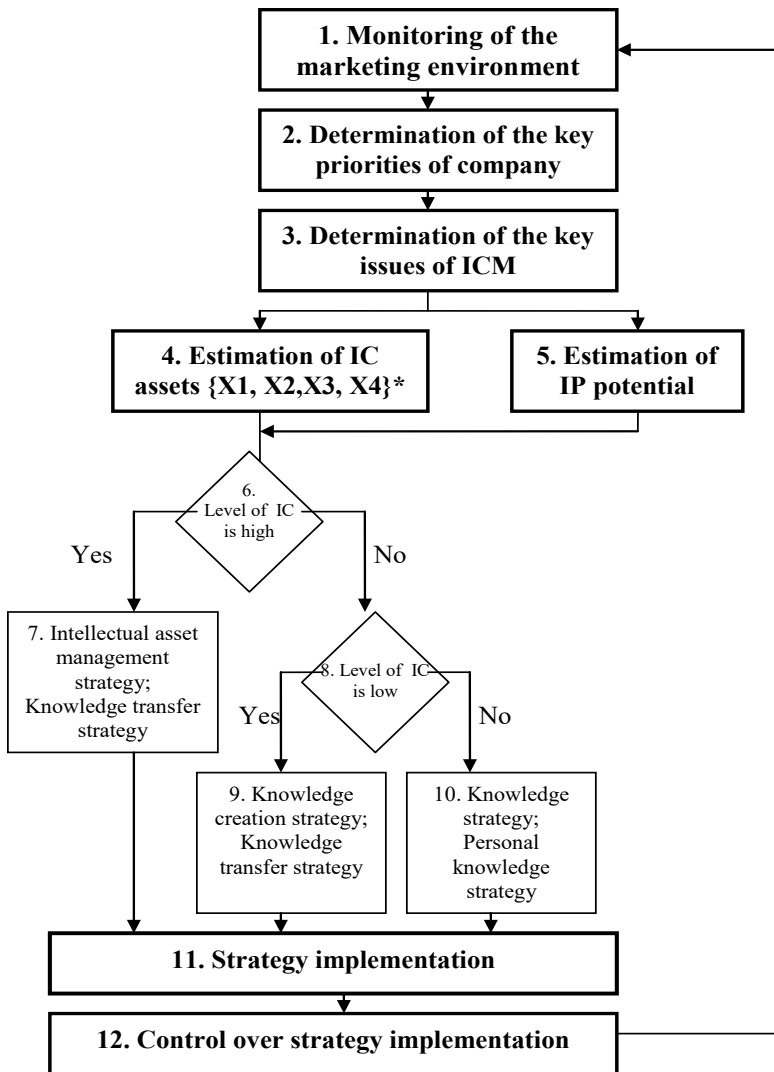 1. Monitoring of the
marketing environment
2. Determination of the key
priorities of company
3. Determination of the key
issues of ICM
4. Estimation of IC
assets {X1, X2,X3, X4}*
5. Estimation of
IP potential
6.
Level of IC
is high
Yes
No
7. Intellectual asset
management
strategy;
Knowledge transfer
strategy
8. Level of IC
is low
Yes
No
9. Knowledge
creation strategy;
Knowledge
transfer strategy
10. Knowledge
strategy;
Personal
knowledge
strategy
11. Strategy implementation
12. Control over strategy implementation